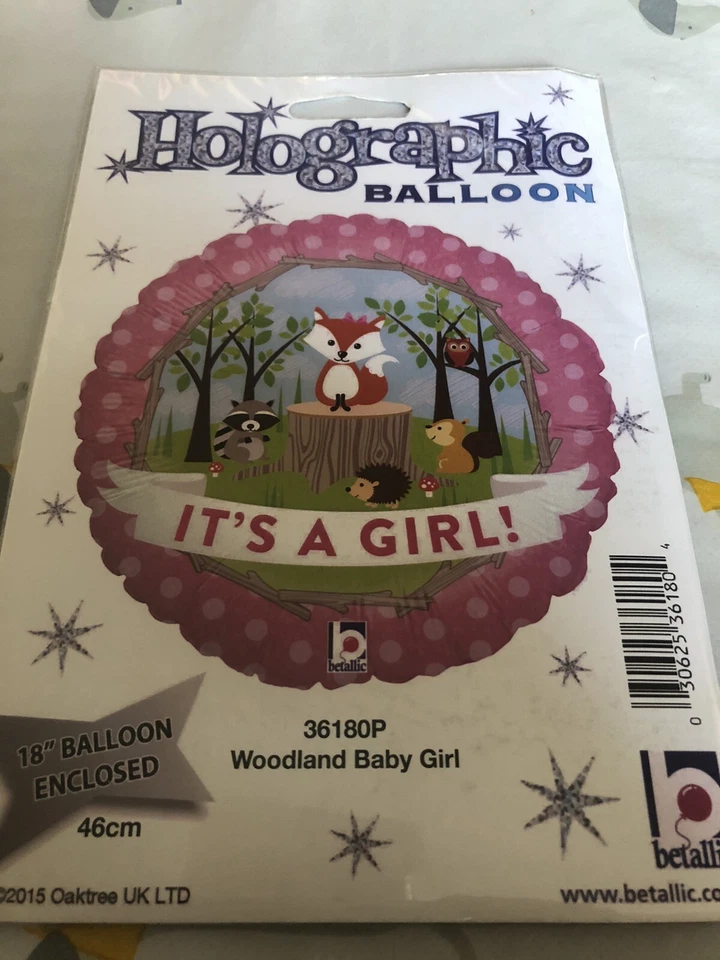 Holographic
BALLOON
IT'S A GIRL!
betallic
36180P
Woodland Baby Girl
18" BALLOON
ENCLOSED
46cm
0 30625 36180 4
betalli
©2015 Oaktree UK LTD
www.betallic.co